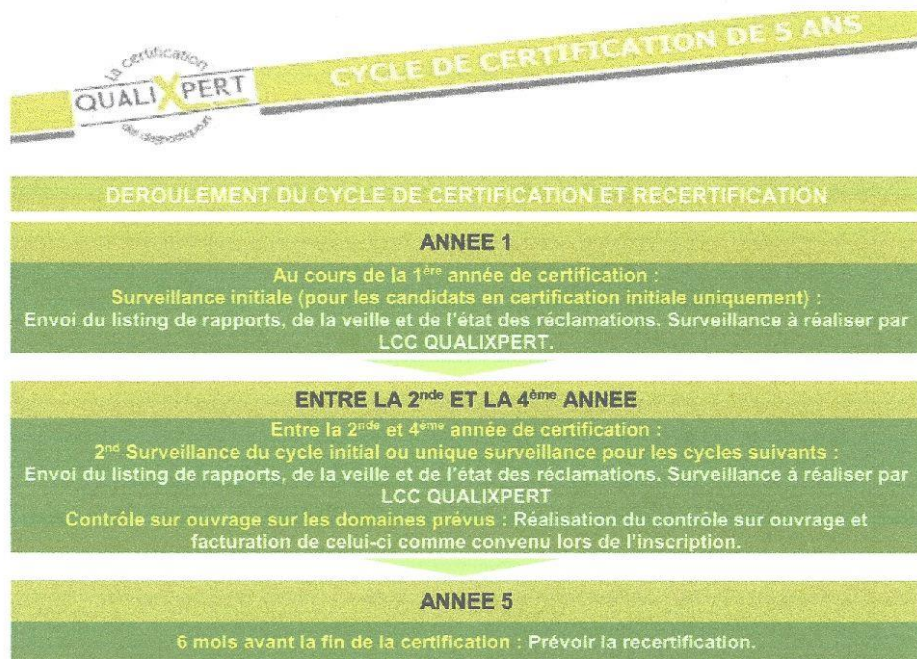 La certification
QUALIXPERT
des diagnostiqueurs
CYCLE DE CERTIFICATION DE 5 ANS
DEROULEMENT DU CYCLE DE CERTIFICATION ET RECERTIFICATION
ANNEE 1
Au cours de la 1ère année de certification :
Surveillance initiale (pour les candidats en certification initiale uniquement) :
Envoi du listing de rapports, de la veille et de l'état des réclamations. Surveillance à réaliser par
LCC QUALIXPERT.
ENTRE LA 2nde ET LA 4ème ANNEE
Entre la 2nde et 4ème année de certification :
2nd Surveillance du cycle initial ou unique surveillance pour les cycles suivants :
Envoi du listing de rapports, de la veille et de l'état des réclamations. Surveillance à réaliser par
LCC QUALIXPERT
Contrôle sur ouvrage sur les domaines prévus : Réalisation du contrôle sur ouvrage et
facturation de celui-ci comme convenu lors de l'inscription.
ANNEE 5
6 mois avant la fin de la certification : Prévoir la recertification.